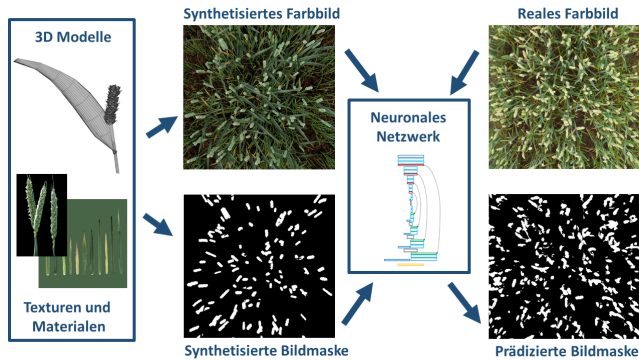 3D Modelle
Texturen und
Materialen
Synthetisiertes Farbbild
Synthetisierte Bildmaske
Neuronales
Netzwerk
Reales Farbbild
Prädizierte Bildmaske